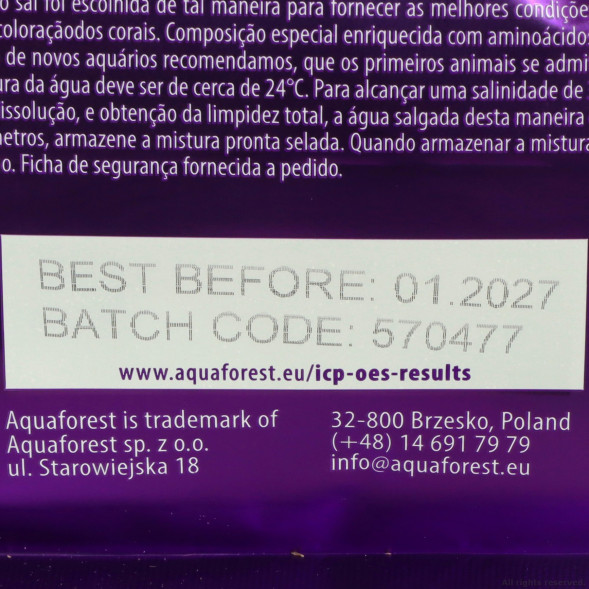 o sal foi escolhida de tal maneira para fornecer as melhores condiçõe
coloraçãodos corais. Composição especial enriquecida com aminoácido
de novos aquários recomendamos, que os primeiros animais se admi
ura da água deve ser de cerca de 24°C. Para alcançar uma salinidade de
issolução, e obtenção da limpidez total, a água salgada desta maneira
netros, armazene a mistura pronta selada. Quando armazenar a mistura
o. Ficha de segurança fornecida a pedido.
BEST BEFORE: 01.2027
BATCH CODE: 570477
www.aquaforest.eu/icp-oes-results
Aquaforest is trademark of
Aquaforest sp. z o.o.
ul. Starowiejska 18
32-800 Brzesko, Poland
(+48) 14 691 79 79
info@aquaforest.eu
All rights reserved.